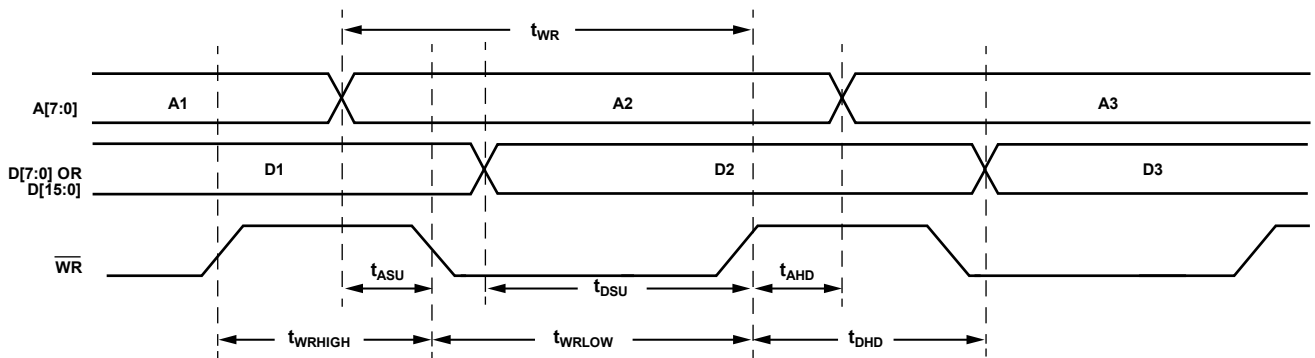 tWR
A[7:0]
A1
A2
A3
D[7:0] OR
D[15:0]
D1
D2
D3
WR
tASU
tDSU
tAHD
tWRHIGH
tWRLOW
tDHD